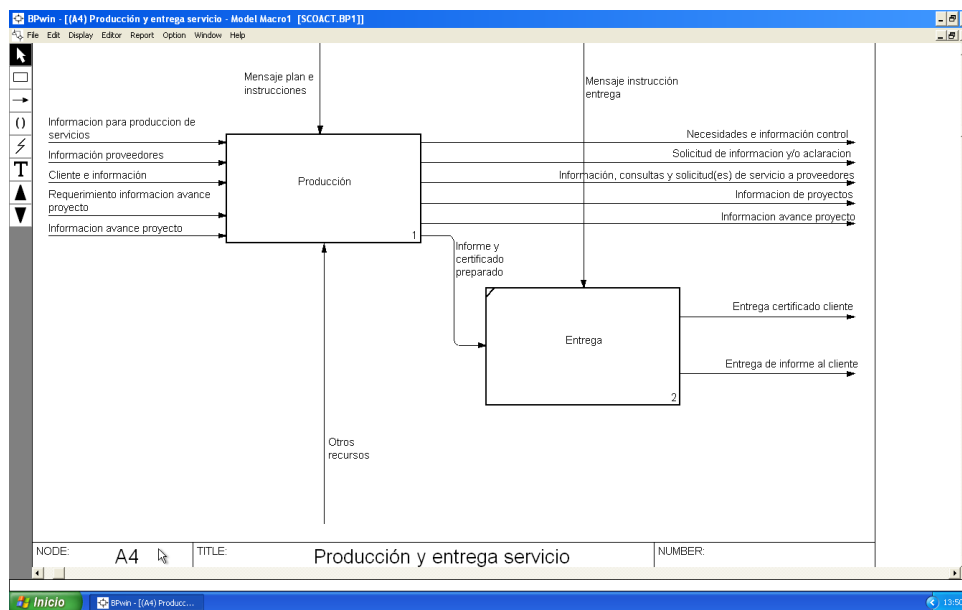 BPwin - [(A4) Producción y entrega servicio - Model Macro1 [SCOACT.BP1]]
File Edit Display Editor Report Option Window Help
Mensaje plan e
instrucciones
Mensaje instrucción
entrega
Informacion para produccion de
servicios
Información proveedores
Cliente e información
Requerimiento informacion avance
proyecto
Informacion avance proyecto
Producción
1
Necesidades e información control
Solicitud de informacion y/o aclaracion
Información, consultas y solicitud(es) de servicio a proveedores
Informacion de proyectos
Informacion avance proyecto
Informe y
certificado
preparado
Entrega
2
Entrega certificado cliente
Entrega de informe al cliente
Otros
recursos
NODE: A4 TITLE: Producción y entrega servicio NUMBER:
Inicio BPwin - [(A4) Producc... 13:50